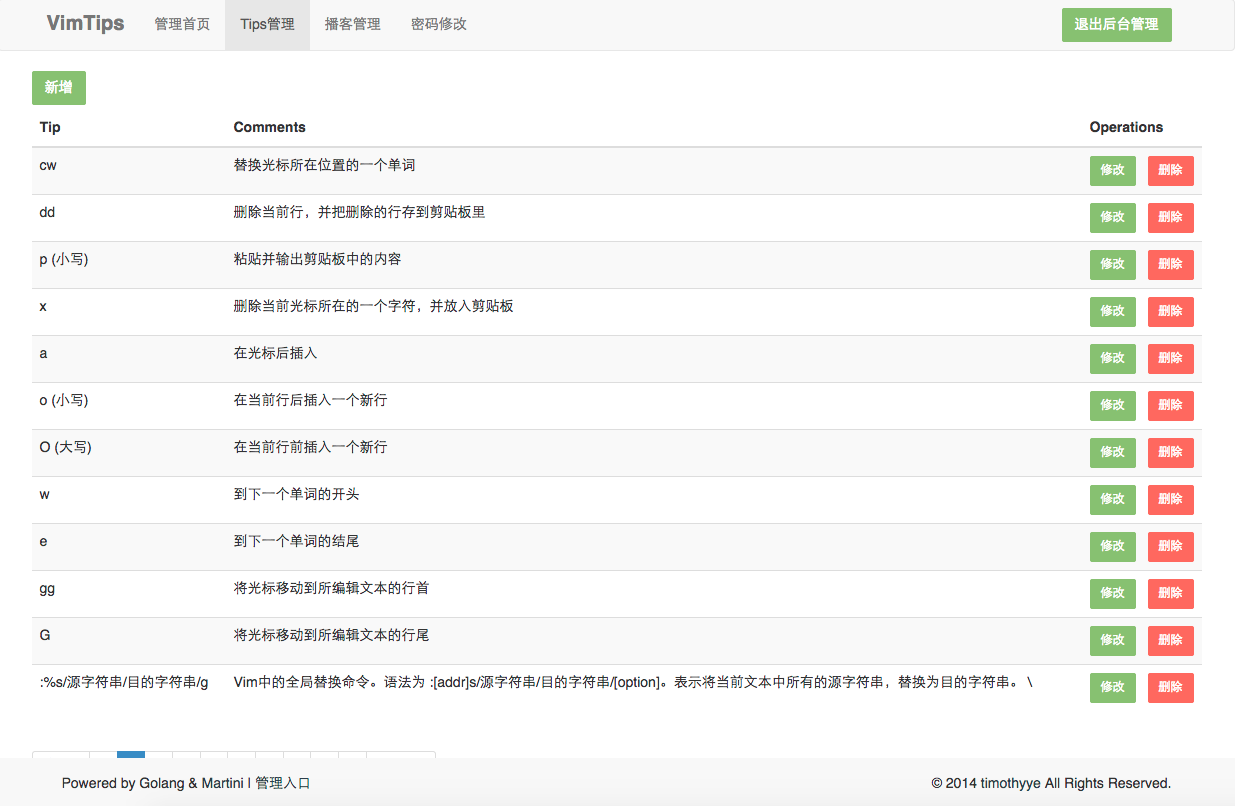 VimTips 管理首页 Tips管理 播客管理 密码修改 退出后台管理
新增
Tip Comments Operations
cw 替换光标所在位置的一个单词 修改 删除
dd 删除当前行，并把删除的行存到剪贴板里 修改 删除
p (小写) 粘贴并输出剪贴板中的内容 修改 删除
x 删除当前光标所在的一个字符，并放入剪贴板 修改 删除
a 在光标后插入 修改 删除
o (小写) 在当前行后插入一个新行 修改 删除
O (大写) 在当前行前插入一个新行 修改 删除
w 到下一个单词的开头 修改 删除
e 到下一个单词的结尾 修改 删除
gg 将光标移动到所编辑文本的行首 修改 删除
G 将光标移动到所编辑文本的行尾 修改 删除
:%s/源字符串/目的字符串/g Vim中的全局替换命令。语法为 :[addr]s/源字符串/目的字符串/[option]。表示将当前文本中所有的源字符串，替换为目的字符串。 \ 修改 删除
Powered by Golang & Martini | 管理入口 © 2014 timothyye All Rights Reserved.